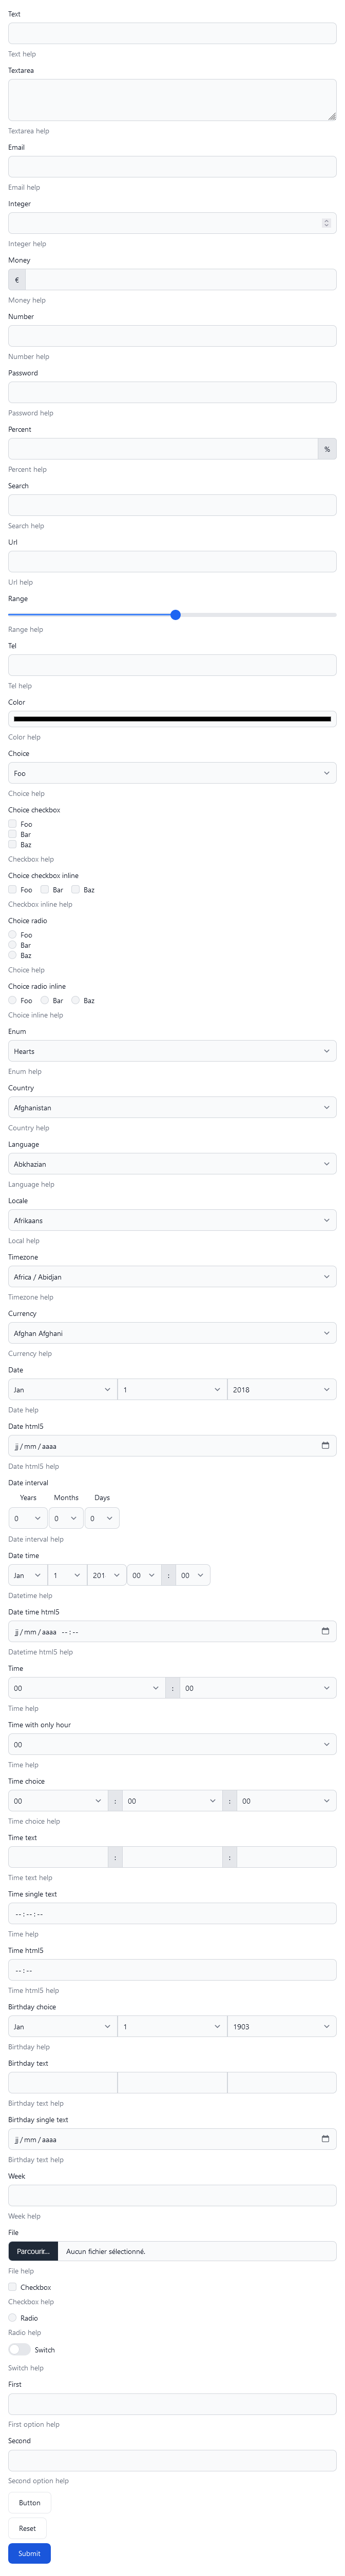 Text
Text help
Textarea
Textarea help
Email
Email help
Integer
Integer help
Money
€
Money help
Number
Number help
Password
Password help
Percent
%
Percent help
Search
Search help
Url
Url help
Range
Range help
Tel
Tel help
Color
Color help
Choice
Foo
Choice help
Choice checkbox
Foo
Bar
Baz
Checkbox help
Choice checkbox inline
Foo Bar Baz
Checkbox inline help
Choice radio
Foo
Bar
Baz
Choice help
Choice radio inline
Foo Bar Baz
Choice inline help
Enum
Hearts
Enum help
Country
Afghanistan
Country help
Language
Abkhazian
Language help
Locale
Afrikaans
Local help
Timezone
Africa / Abidjan
Timezone help
Currency
Afghan Afghani
Currency help
Date
Jan 1 2018
Date help
Date html5
jj / mm / aaaa
Date html5 help
Date interval
Years Months Days
0 0 0
Date interval help
Date time
Jan 1 201 00 : 00
Datetime help
Date time html5
jj / mm / aaaa -- : --
Datetime html5 help
Time
00 : 00
Time help
Time with only hour
00
Time help
Time choice
00 : 00 : 00
Time choice help
Time text
: :
Time text help
Time single text
-- : -- : --
Time help
Time html5
-- : --
Time html5 help
Birthday choice
Jan 1 1903
Birthday help
Birthday text
Birthday text help
Birthday single text
jj / mm / aaaa
Birthday text help
Week
Week help
File
Parcourir... Aucun fichier sélectionné.
File help
Checkbox
Checkbox help
Radio
Radio help
Switch
Switch help
First
First option help
Second
Second option help
Button
Reset
Submit